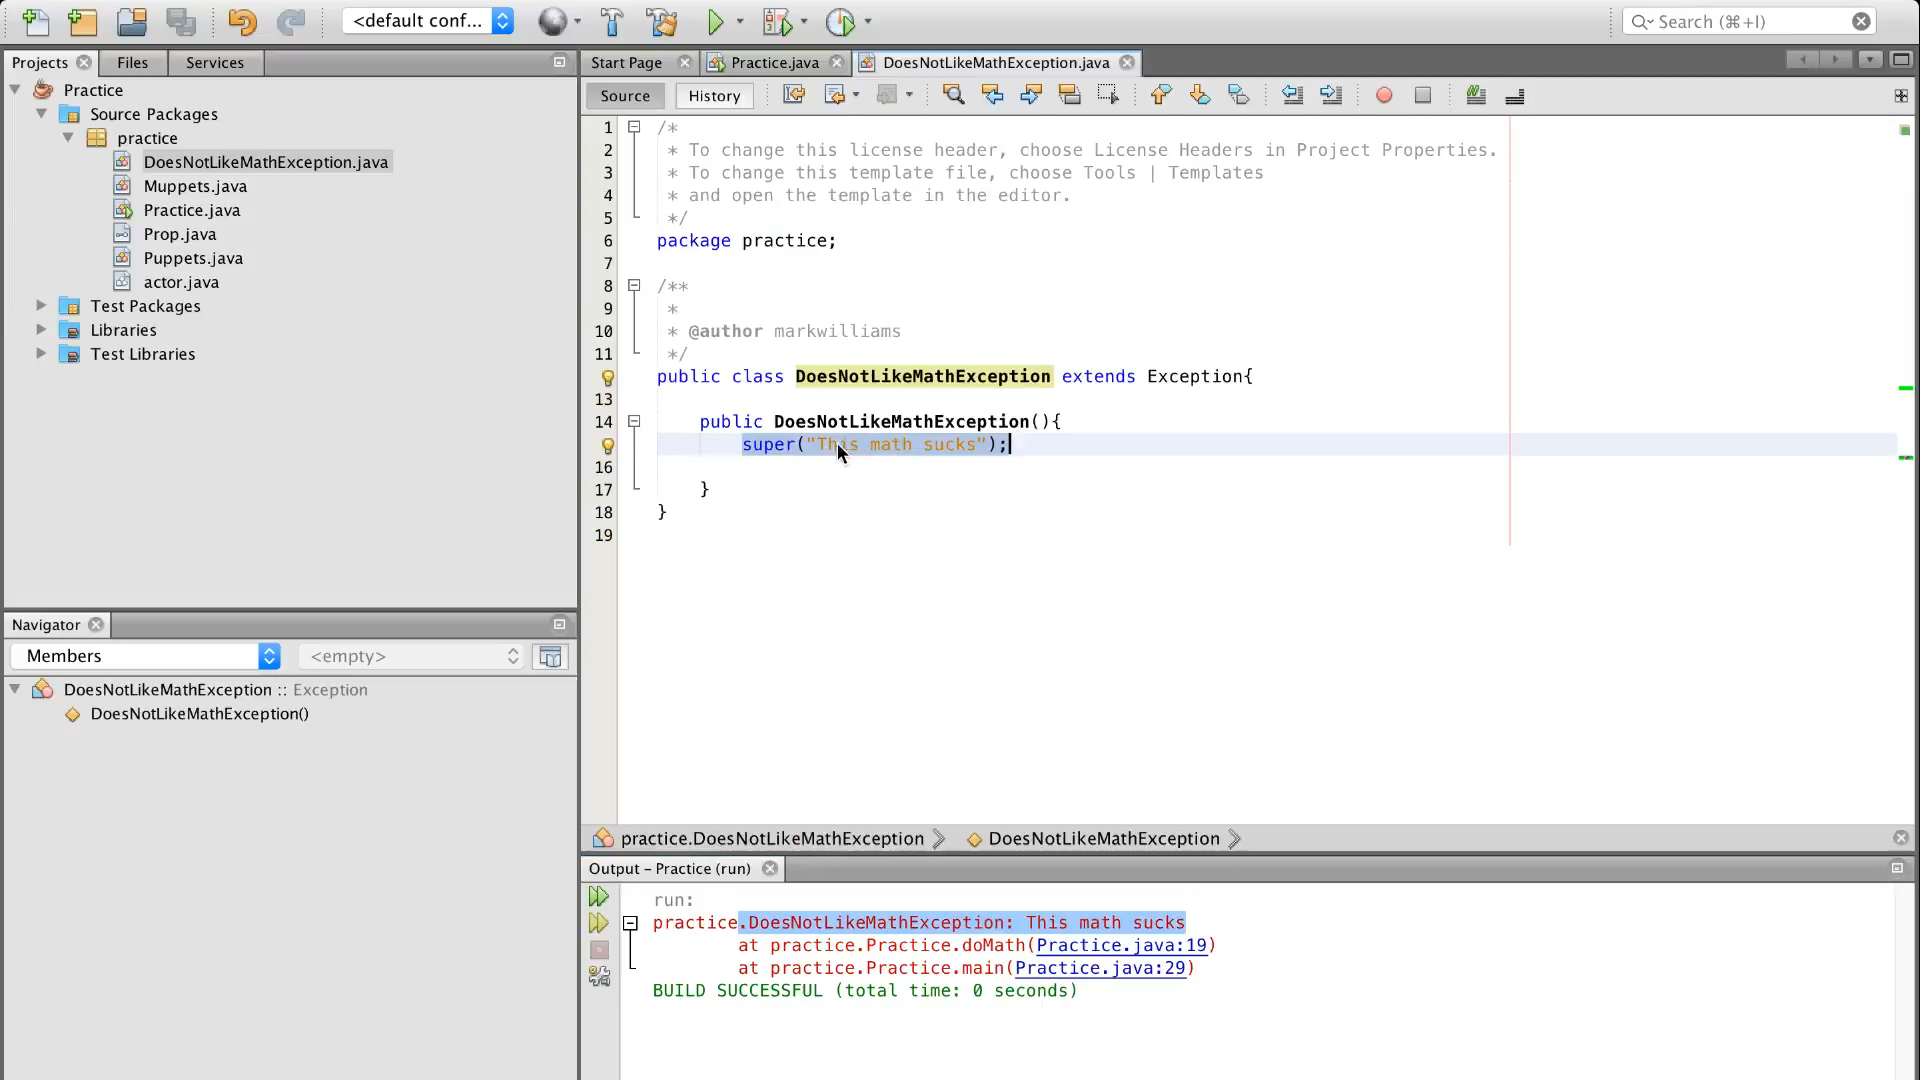 <default conf...
Search (⌘+I)
Projects
Files
Services
Practice
Source Packages
practice
DoesNotLikeMathException.java
Muppets.java
Practice.java
Prop.java
Puppets.java
actor.java
Test Packages
Libraries
Test Libraries
Navigator
Members
<empty>
DoesNotLikeMathException :: Exception
DoesNotLikeMathException()
Start Page
Practice.java
DoesNotLikeMathException.java
Source
History
1 /*
2 * To change this license header, choose License Headers in Project Properties.
3 * To change this template file, choose Tools | Templates
4 * and open the template in the editor.
5 */
6 package practice;
7
8 /**
9 *
10 * @author markwilliams
11 */
public class DoesNotLikeMathException extends Exception{
13
14 public DoesNotLikeMathException(){
super("This math sucks");
16
17 }
18 }
19
practice.DoesNotLikeMathException
DoesNotLikeMathException
Output – Practice (run)
run:
practice.DoesNotLikeMathException: This math sucks
at practice.Practice.doMath(Practice.java:19)
at practice.Practice.main(Practice.java:29)
BUILD SUCCESSFUL (total time: 0 seconds)